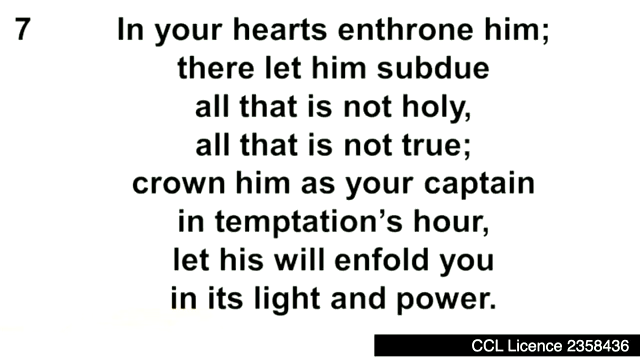 7 In your hearts enthrone him;
there let him subdue
all that is not holy,
all that is not true;
crown him as your captain
in temptation’s hour,
let his will enfold you
in its light and power.
CCL Licence 2358436